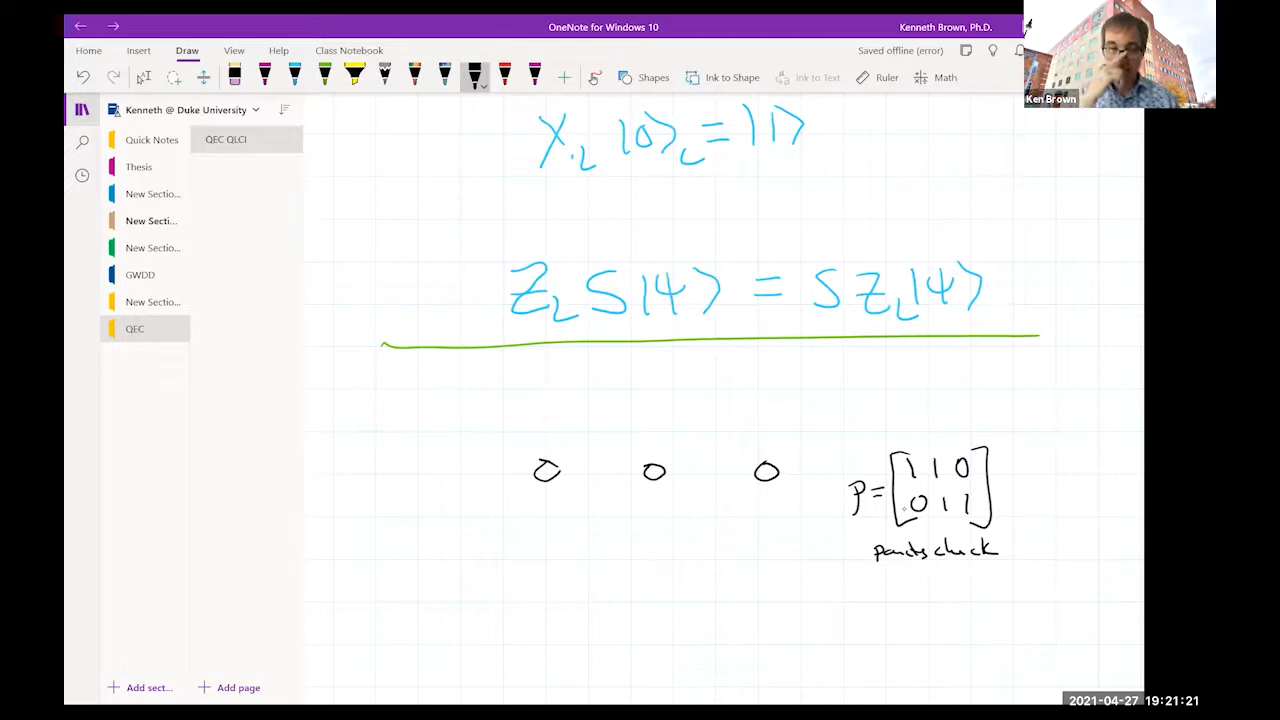 OneNote for Windows 10
Kenneth Brown, Ph.D.
Home Insert Draw View Help Class Notebook
Saved offline (error)
Shapes Ink to Shape Ink to Text Ruler Math
Kenneth @ Duke University
Quick Notes
Thesis
New Sectio...
New Secti...
New Sectio...
GWDD
New Sectio...
QEC
QEC QLCI
Ken Brown
X_L |0⟩_L = |1⟩
Z_L S|ψ⟩ = S Z_L|ψ⟩
0 0 0
P = [1 1 0
0 1 1]
parity check
Add sect...
Add page
2021-04-27 19:21:21